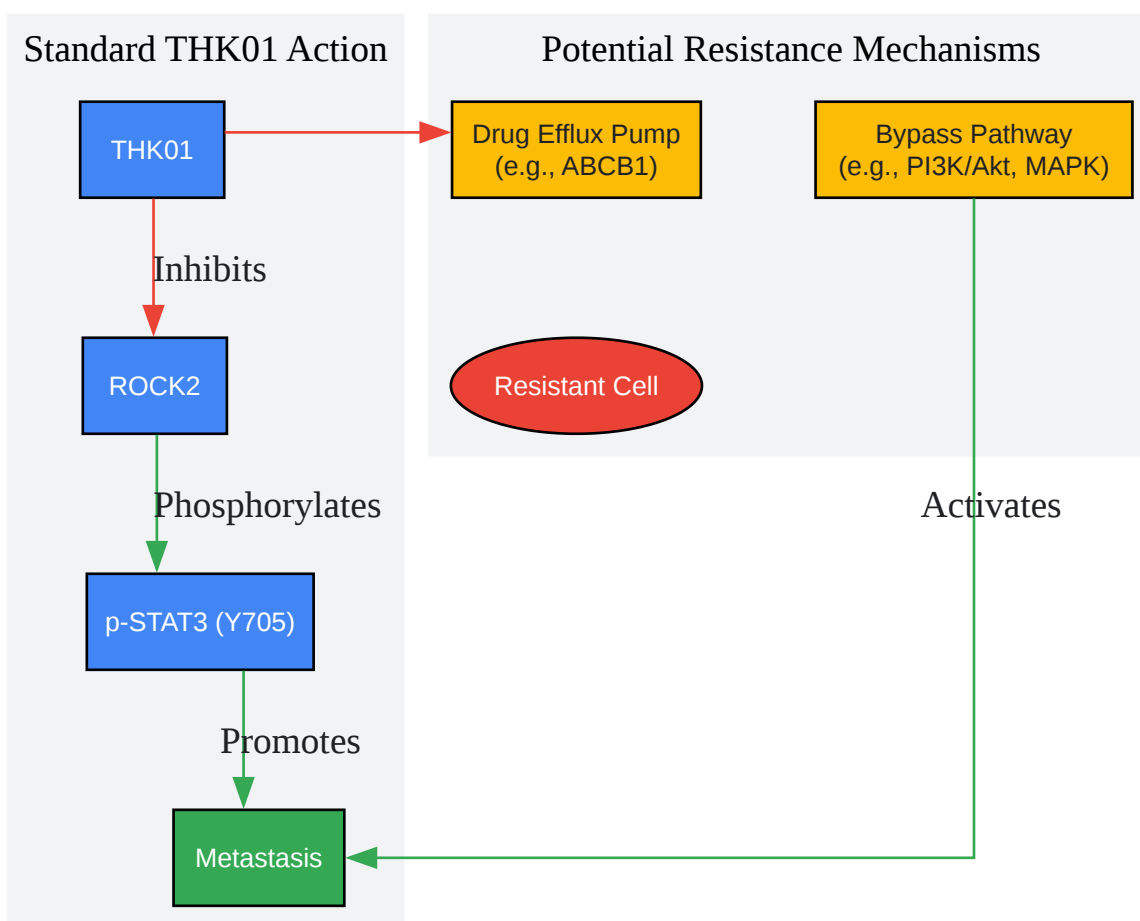 Standard THK01 Action
Potential Resistance Mechanisms
THK01
Drug Efflux Pump
(e.g., ABCB1)
Bypass Pathway
(e.g., PI3K/Akt, MAPK)
Inhibits
ROCK2
Resistant Cell
Phosphorylates
Activates
p-STAT3 (Y705)
Promotes
Metastasis